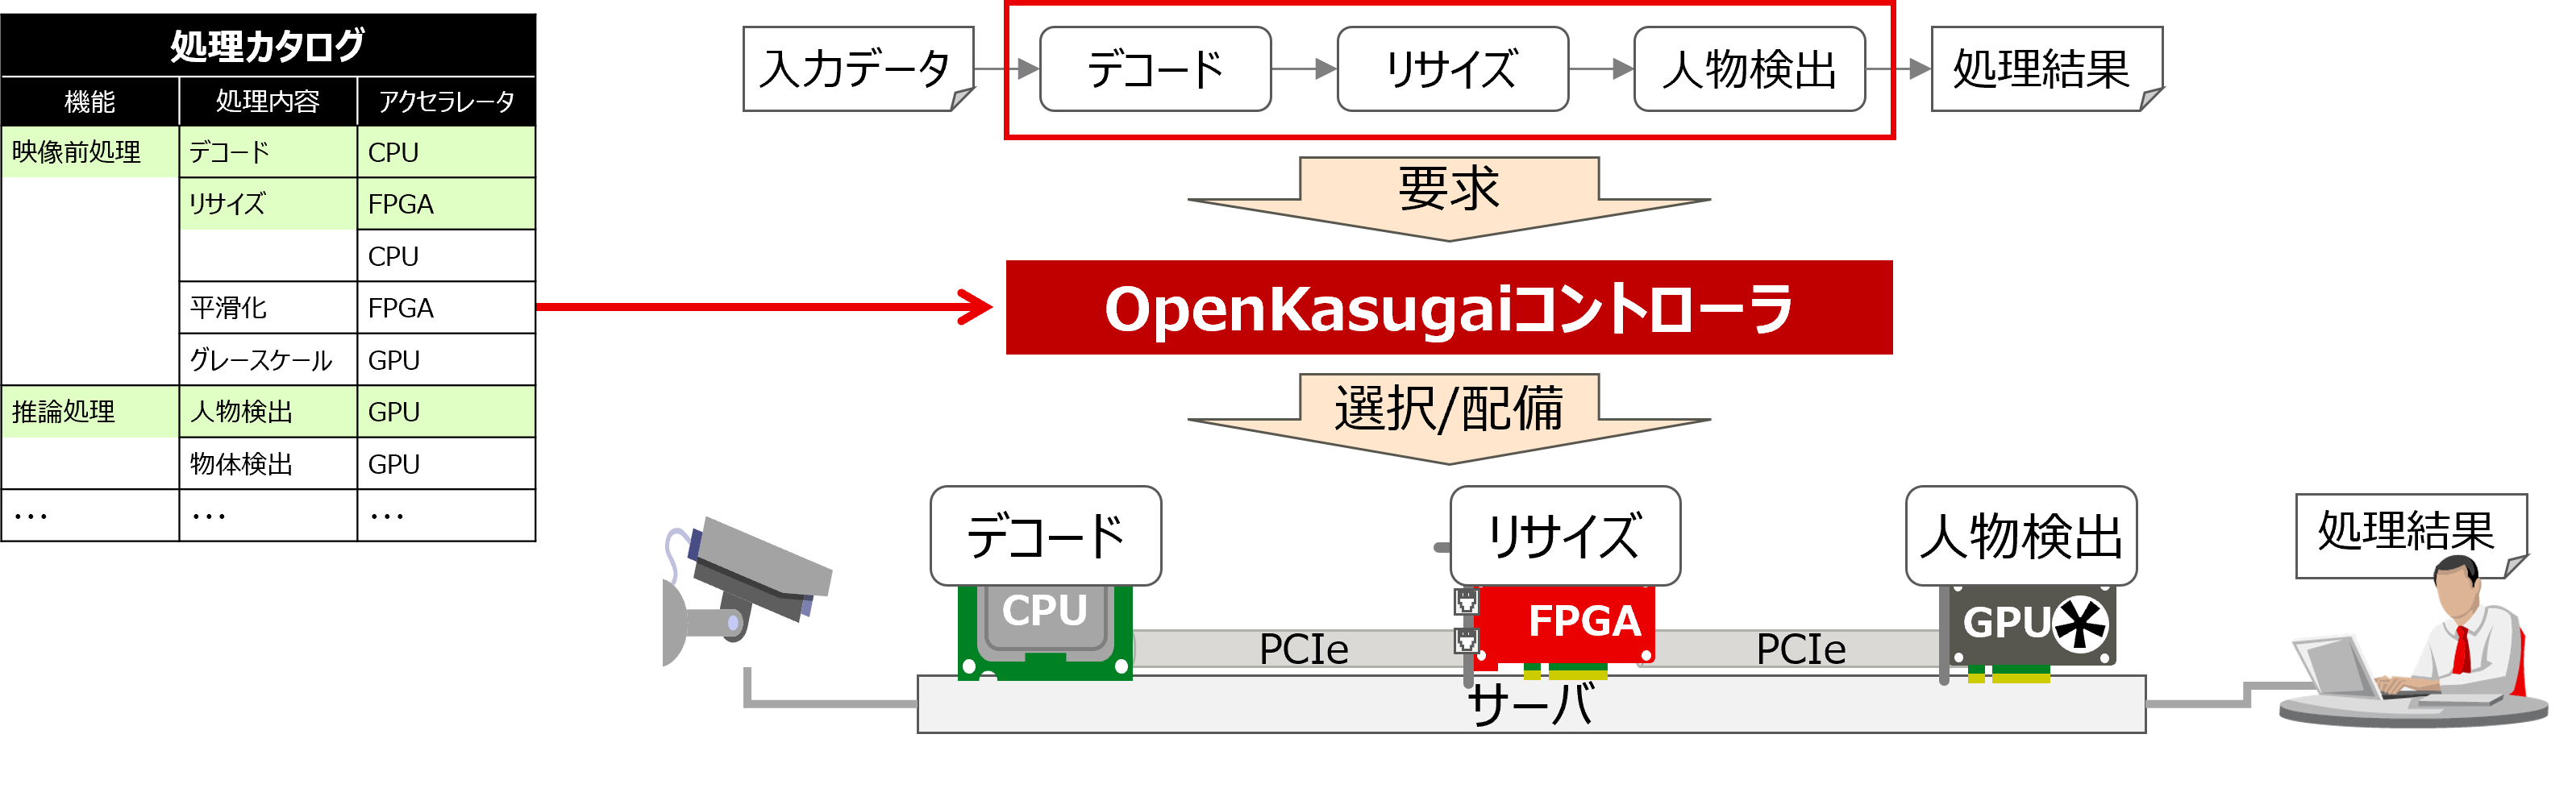 処理カタログ
機能 処理内容 アクセラレータ
映像前処理 デコード CPU
リサイズ FPGA
CPU
平滑化 FPGA
グレースケール GPU
推論処理 人物検出 GPU
物体検出 GPU
… … …
入力データ デコード リサイズ 人物検出 処理結果
要求
OpenKasugaiコントローラ
選択/配備
デコード リサイズ 人物検出 処理結果
CPU PCIe FPGA PCIe GPU
サーバ